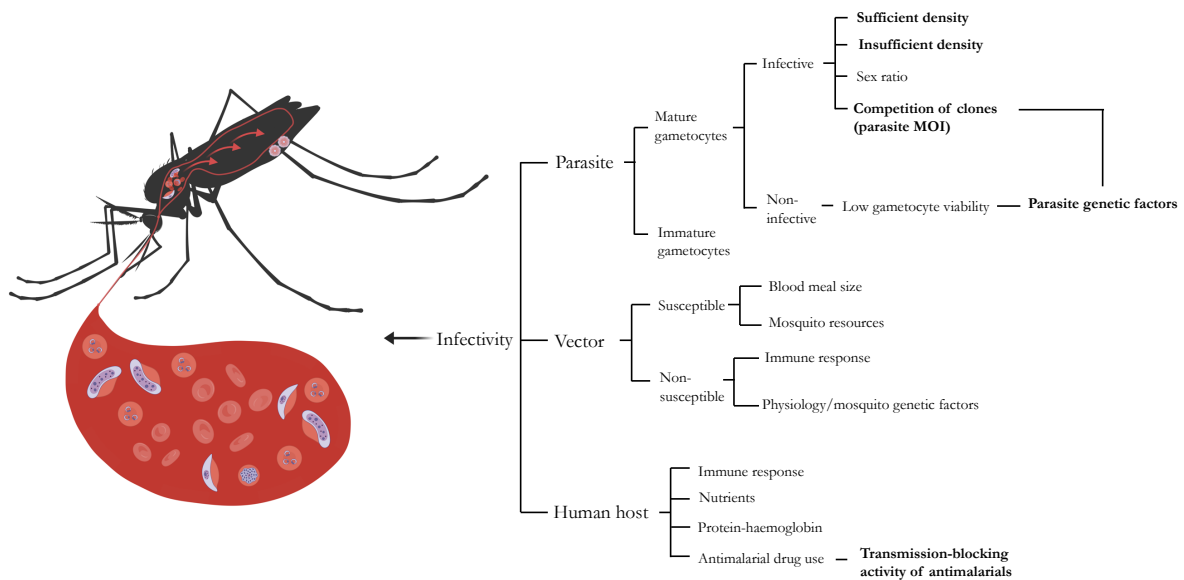 Infectivity
Parasite
Mature
gametocytes
Infective
Sufficient density
Insufficient density
Sex ratio
Competition of clones
(parasite MOI)
Non-
infective
Low gametocyte viability
Parasite genetic factors
Immature
gametocytes
Vector
Susceptible
Blood meal size
Mosquito resources
Non-
susceptible
Immune response
Physiology/mosquito genetic factors
Human host
Immune response
Nutrients
Protein-haemoglobin
Antimalarial drug use
Transmission-blocking
activity of antimalarials